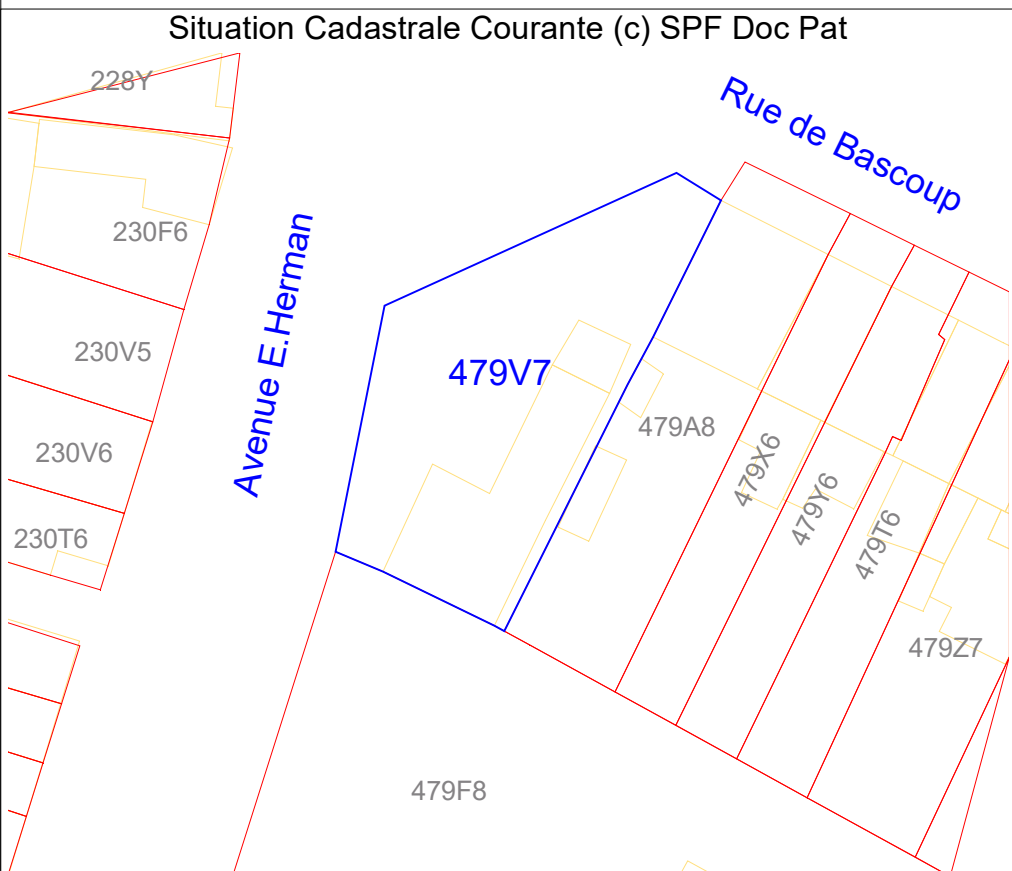 Situation Cadastrale Courante (c) SPF Doc Pat
228Y
Rue de Bascoup
230F6
Avenue E.Herman
230V5
479V7
479A8
230V6
479X6
479Y6
230T6
479T6
479Z7
479F8